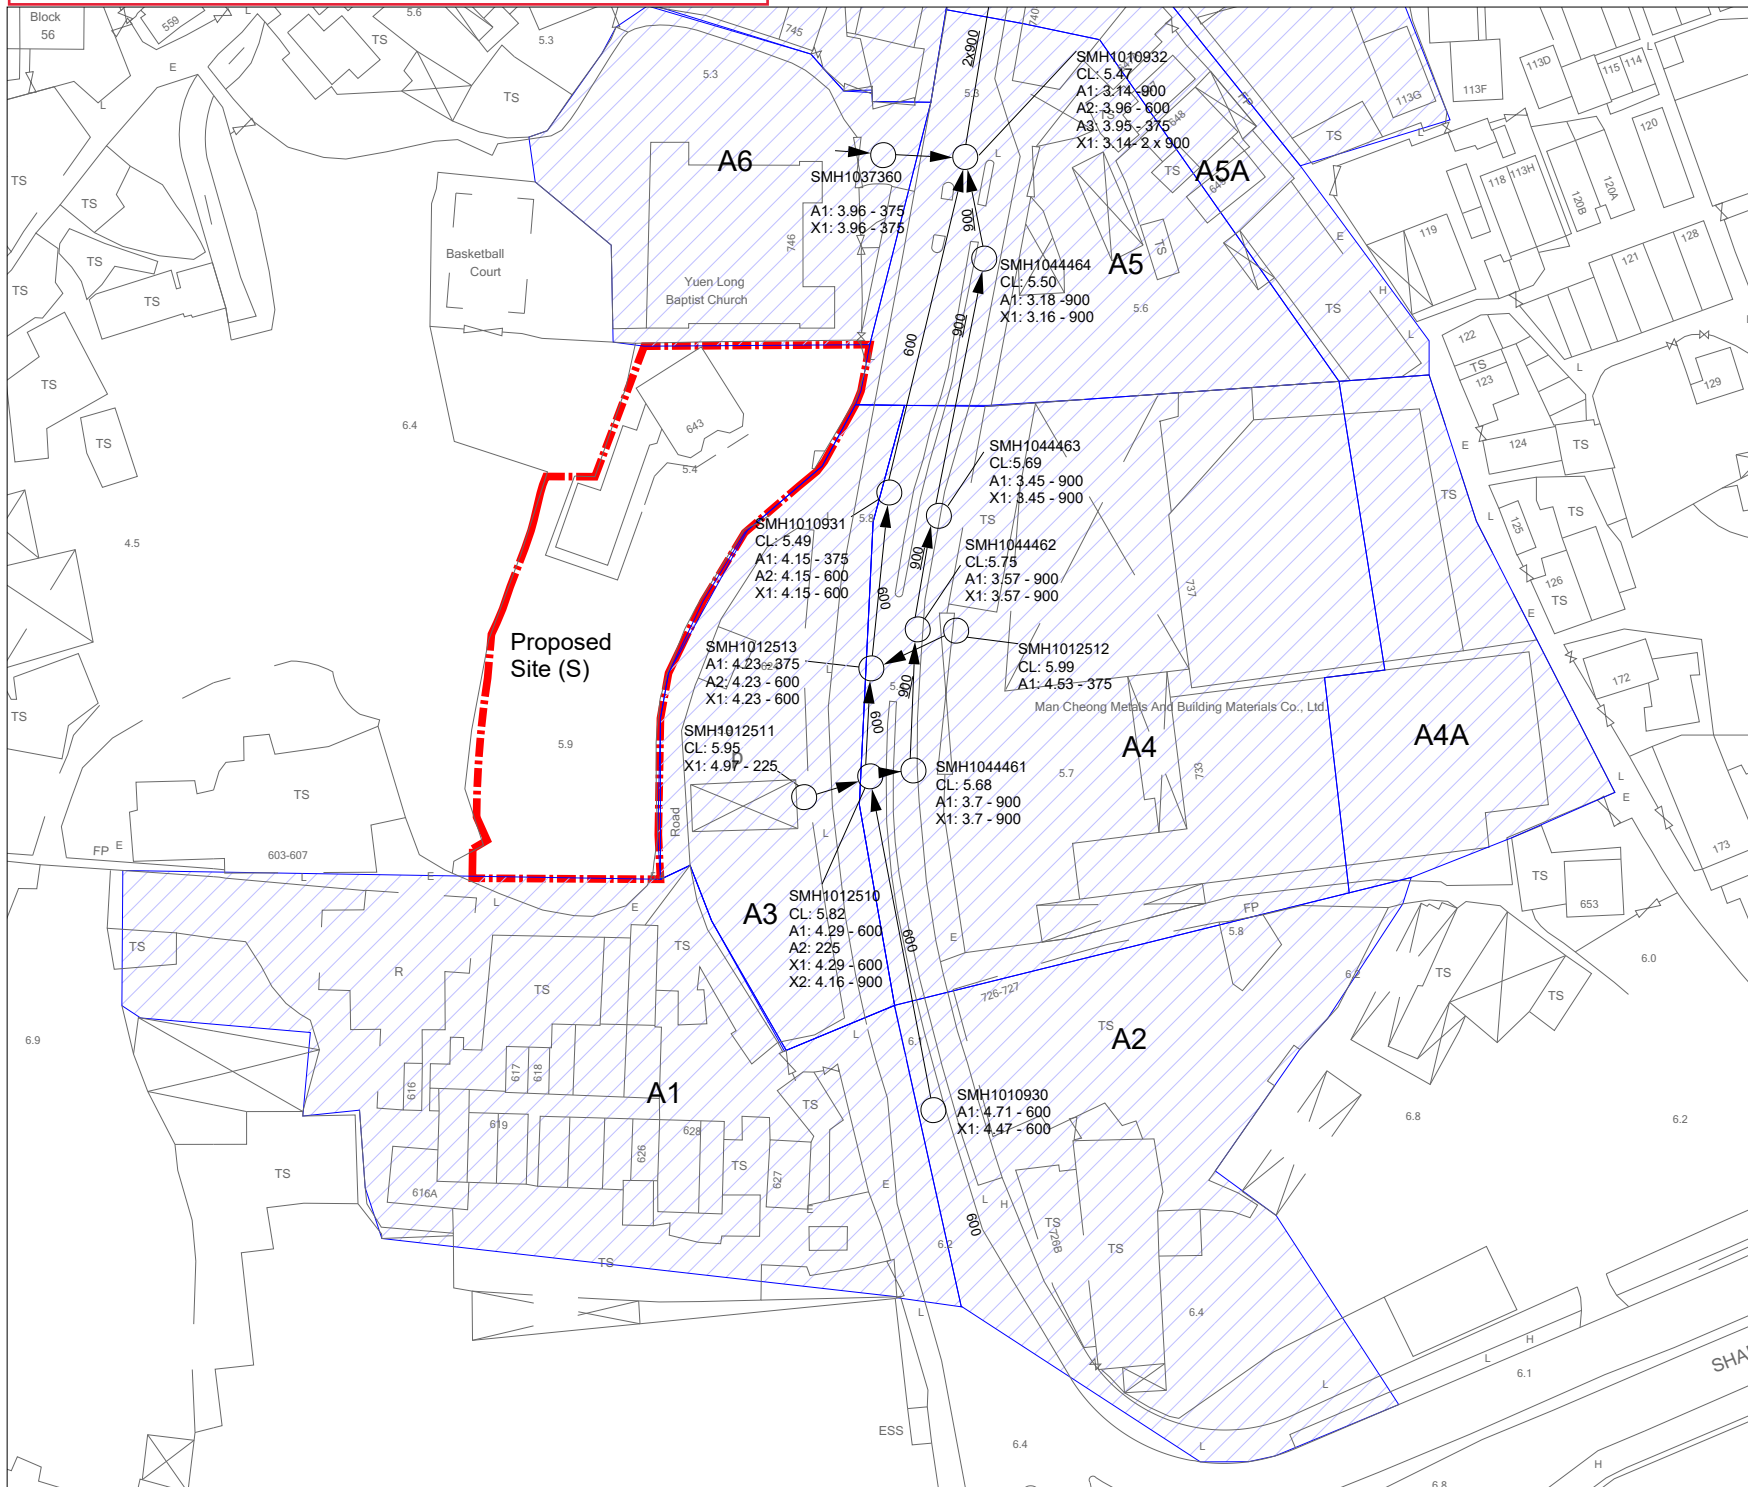 Block
56
559
L
5.6
TS
5.3
745
740
2x900
SMH1010932
CL: 5.47
A1: 3.14 -900
A2: 3.96 - 600
A3: 3.95 - 375
X1: 3.14- 2 x 900
E
L
TS
5.3
5.3
FP
113G
113F
113D
115
114
L
120
TS
L
TS
648
TS
649
A6
A5A
SMH1037360
A1: 3.96 - 375
X1: 3.96 - 375
900
118
113H
120B
120A
TS
TS
TS
TS
TS
Basketball
Court
746
Yuen Long
Baptist Church
SMH1044464
CL: 5.50
A1: 3.18 -900
X1: 3.16 - 900
A5
TS
5.6
TS
E
H
L
119
121
128
600
900
122
TS
123
129
L
TS
TS
6.4
643
5.4
SMH1044463
CL:5.69
A1: 3.45 - 900
X1: 3.45 - 900
E
124
TS
TS
L
125
4.5
SMH1010931
CL: 5.49
A1: 4.15 - 375
A2: 4.15 - 600
X1: 4.15 - 600
5.8
TS
SMH1044462
CL:5.75
A1: 3.57 - 900
X1: 3.57 - 900
900
600
737
126
TS
E
Proposed
Site (S)
SMH1012513
A1: 4.23 - 375
A2: 4.23 - 600
X1: 4.23 - 600
L
SMH1012512
CL: 5.99
A1: 4.53 - 375
900
Man Cheong Metals And Building Materials Co., Ltd.
172
TS
5.9
SMH1012511
CL: 5.95
X1: 4.97 - 225
600
A4
A4A
5.7
733
SMH1044461
CL: 5.68
A1: 3.7 - 900
X1: 3.7 - 900
TS
Road
L
L
E
FP
E
603-607
L
E
L
E
173
A3
SMH1012510
CL: 5.82
A1: 4.29 - 600
A2: 225
X1: 4.29 - 600
X2: 4.16 - 900
600
E
FP
5.8
TS
653
TS
R
TS
TS
726-727
6.2
TS
TS
6.0
6.9
L
6.1
TS
A2
616
617
618
A1
TS
SMH1010930
A1: 4.71 - 600
X1: 4.47 - 600
6.8
6.2
619
628
626
TS
627
TS
616A
E
E
L
H
600
TS
726B
TS
6.2
TS
6.4
L
H
L
L
6.1
ESS
6.4
L
H
6.8